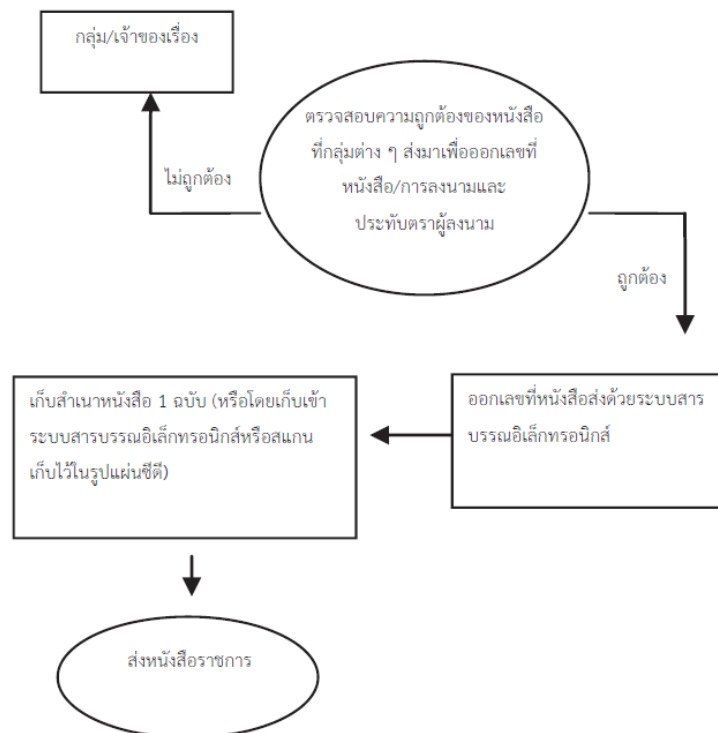 กลุ่ม/เจ้าของเรื่อง
ตรวจสอบความถูกต้องของหนังสือ
ที่กลุ่มต่าง ๆ ส่งมาเพื่อออกเลขที่
หนังสือ/การลงนามและ
ประทับตราผู้ลงนาม
ไม่ถูกต้อง
ถูกต้อง
ออกเลขที่หนังสือส่งด้วยระบบสาร
บรรณอิเล็กทรอนิกส์
เก็บสำเนาหนังสือ 1 ฉบับ (หรือโดยเก็บเข้า
ระบบสารบรรณอิเล็กทรอนิกส์หรือสแกน
เก็บไว้ในรูปแผ่นซีดี)
ส่งหนังสือราชการ